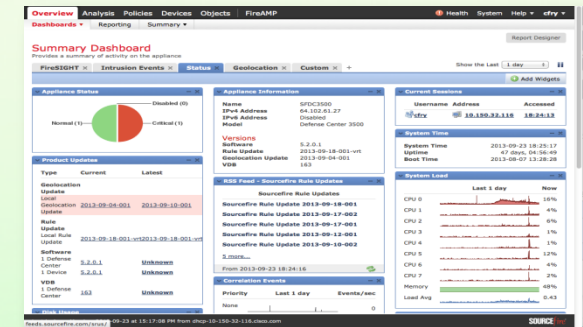 Overview Analysis Policies Devices Objects FireAMP
Health System Help cfry
Dashboards Reporting Summary
Report Designer
Summary Dashboard
Provides a summary of activity on the appliance
FireSIGHT × Intrusion Events × Status × Geolocation × Custom × +
Show the Last 1 day
Add Widgets
Appliance Status
Disabled (0)
Normal (1)
Critical (1)
Product Updates
Type Current Latest
Geolocation Update
Local Geolocation Update 2013-09-04-001 2013-09-10-001
Rule Update
Local Rule Update 2013-09-18-001-vrt 2013-09-18-001-vrt
Software
1 Defense Center 5.2.0.1 Unknown
1 Device 5.2.0.1 Unknown
VDB
1 Defense Center 163 Unknown
Disk Usage
Appliance Information
Name SFDC3500
IPv4 Address 64.102.61.27
IPv6 Address Disabled
Model Defense Center 3500
Versions
Software 5.2.0.1
Rule Update 2013-09-18-001-vrt
Geolocation Update 2013-09-04-001
VDB 163
RSS Feed - Sourcefire Rule Updates
Sourcefire Rule Updates
Sourcefire Rule Update 2013-09-18-001
Sourcefire Rule Update 2013-09-17-002
Sourcefire Rule Update 2013-09-17-001
Sourcefire Rule Update 2013-09-12-001
Sourcefire Rule Update 2013-09-10-002
5 more...
From 2013-09-23 18:24:16
Correlation Events
Priority Last 1 day Events/sec
None 0
Current Sessions
Username Address Accessed
cfry 10.150.32.116 18:24:13
System Time
System Time 2013-09-23 18:25:17
Uptime 47 days, 04:56:49
Boot Time 2013-08-07 13:28:28
System Load
Last 1 day Now
CPU 0 16%
CPU 1 4%
CPU 2 6%
CPU 3 1%
CPU 4 1%
CPU 5 12%
CPU 6 4%
CPU 7 2%
Memory 48%
Load Avg 0.43
feeds.sourcefire.com/srus/
-09-23 at 15:17:08 PM from dhcp-10-150-32-116.cisco.com
SOURCEfire